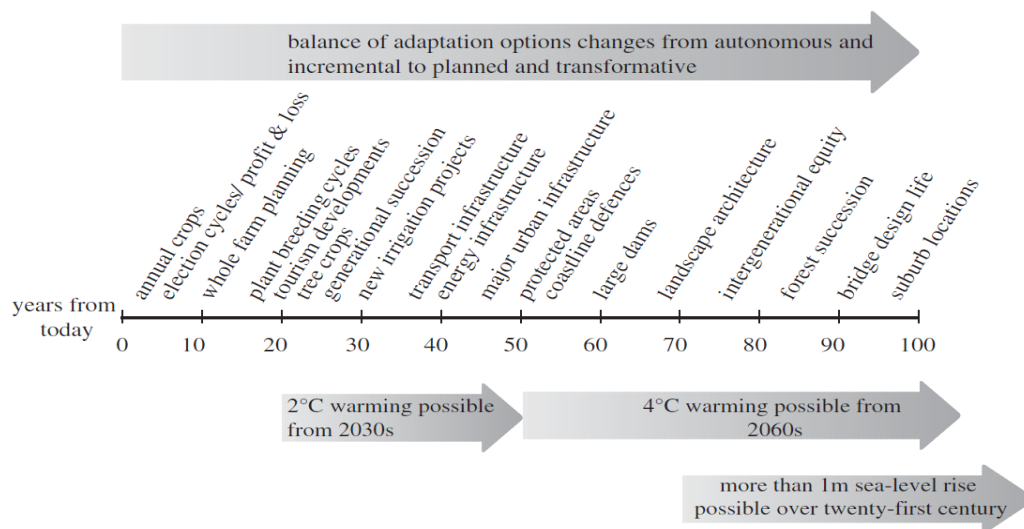 balance of adaptation options changes from autonomous and
incremental to planned and transformative
annual crops
election cycles/ profit & loss
whole farm planning
plant breeding cycles
tourism developments
tree crops
generational succession
new irrigation projects
transport infrastructure
energy infrastructure
major urban infrastructure
protected areas
coastline defences
large dams
landscape architecture
intergenerational equity
forest succession
bridge design life
suburb locations
years from
today
0 10 20 30 40 50 60 70 80 90 100
2°C warming possible
from 2030s
4°C warming possible from
2060s
more than 1m sea-level rise
possible over twenty-first century